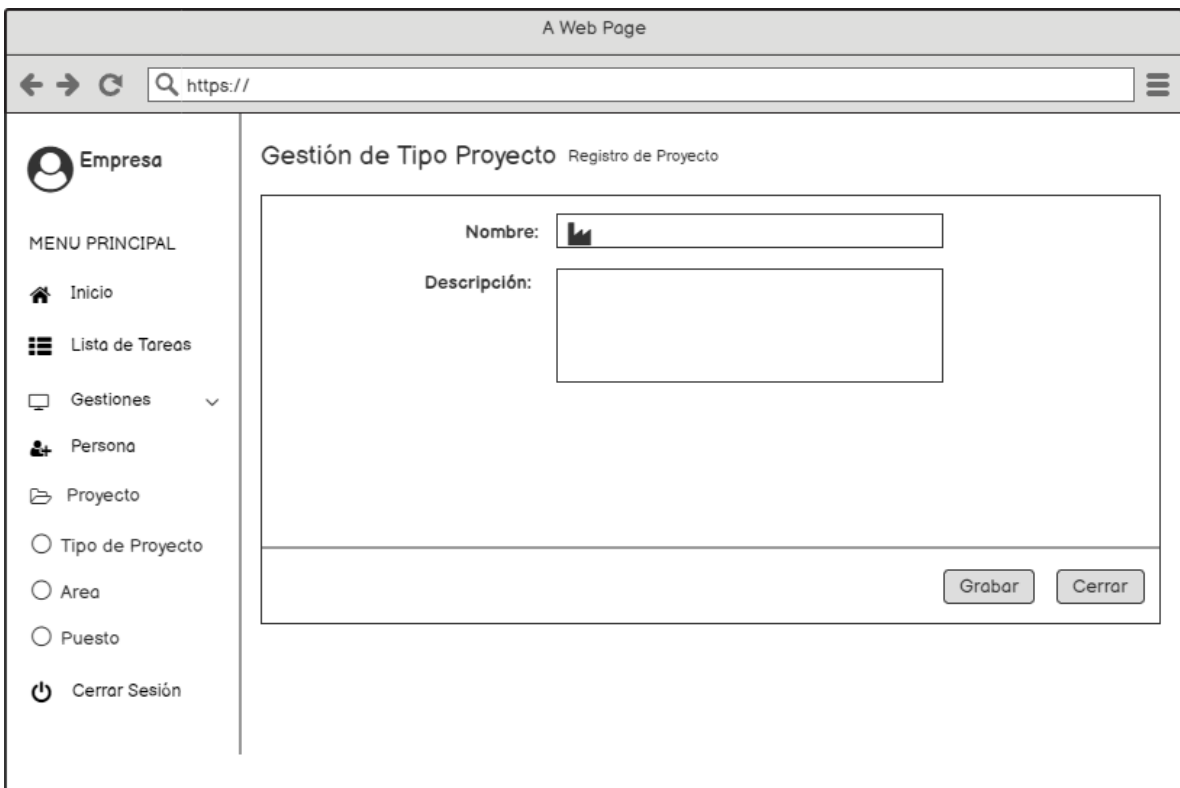 A Web Page
https://
Empresa
MENU PRINCIPAL
Inicio
Lista de Tareas
Gestiones
Persona
Proyecto
Tipo de Proyecto
Area
Puesto
Cerrar Sesión
Gestión de Tipo Proyecto Registro de Proyecto
Nombre:
Descripción:
Grabar Cerrar